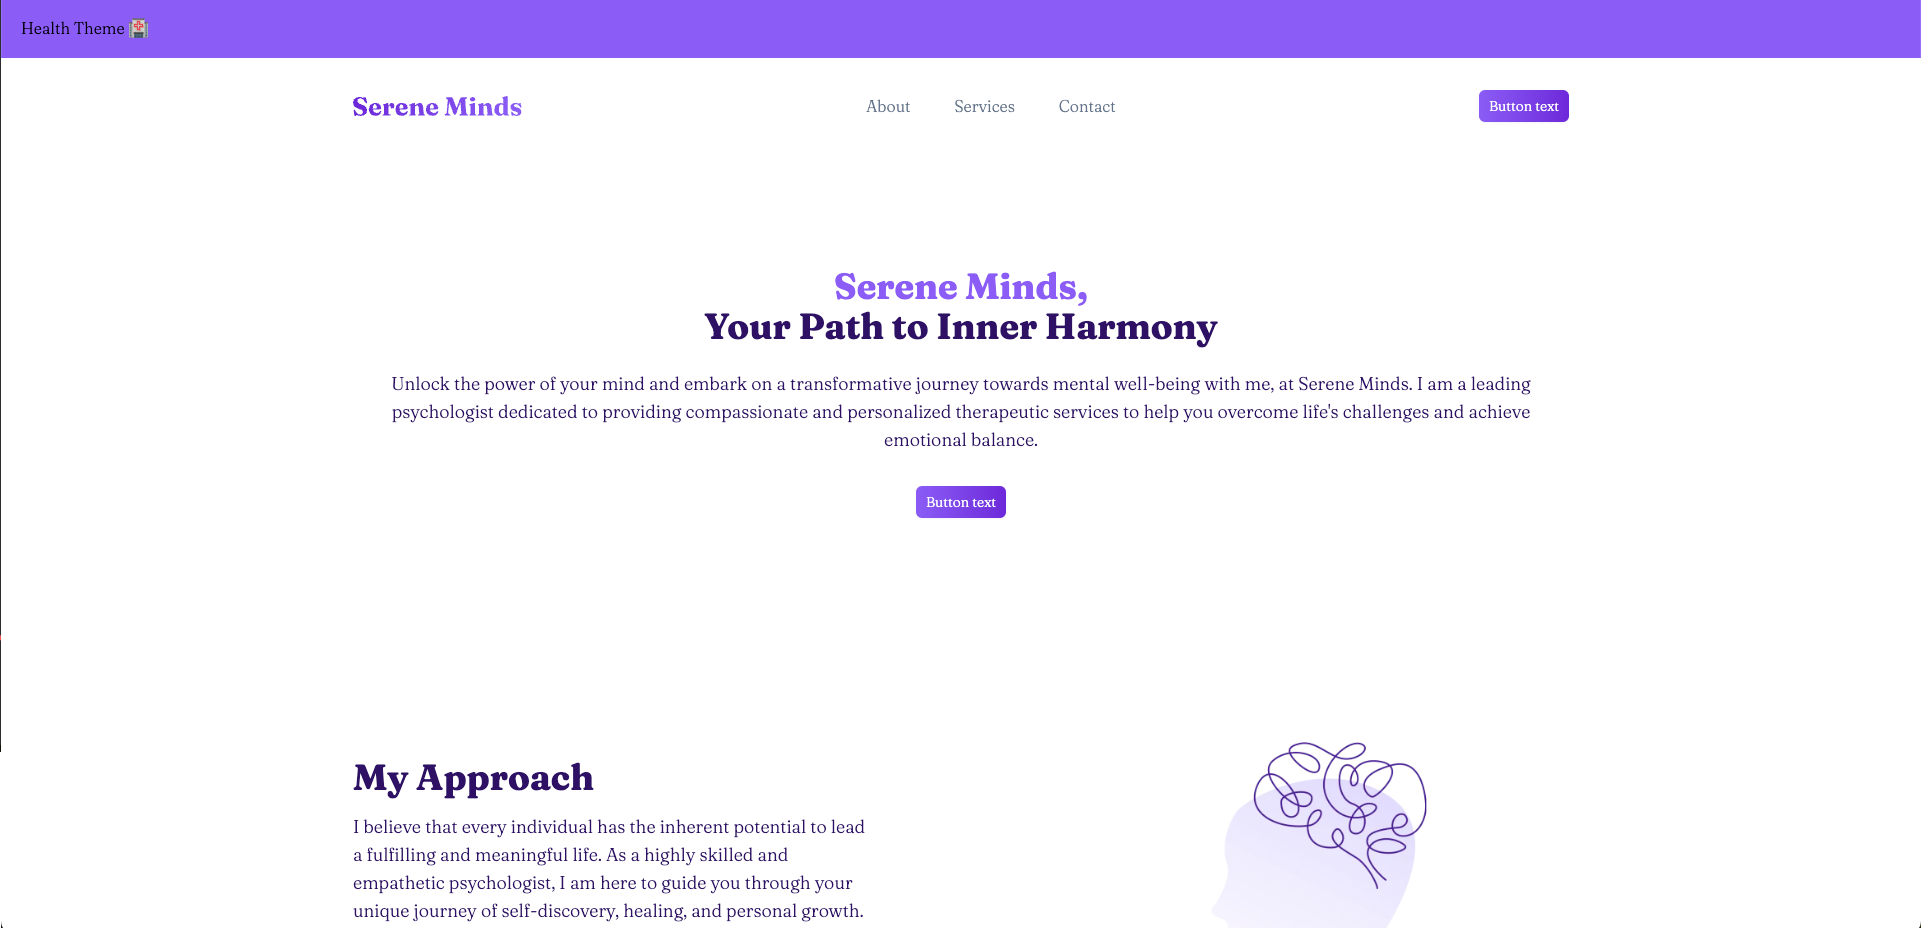 Health Theme 🏥
Serene Minds
About Services Contact
Button text
Serene Minds,
Your Path to Inner Harmony
Unlock the power of your mind and embark on a transformative journey towards mental well-being with me, at Serene Minds. I am a leading
psychologist dedicated to providing compassionate and personalized therapeutic services to help you overcome life's challenges and achieve
emotional balance.
Button text
My Approach
I believe that every individual has the inherent potential to lead
a fulfilling and meaningful life. As a highly skilled and
empathetic psychologist, I am here to guide you through your
unique journey of self-discovery, healing, and personal growth.